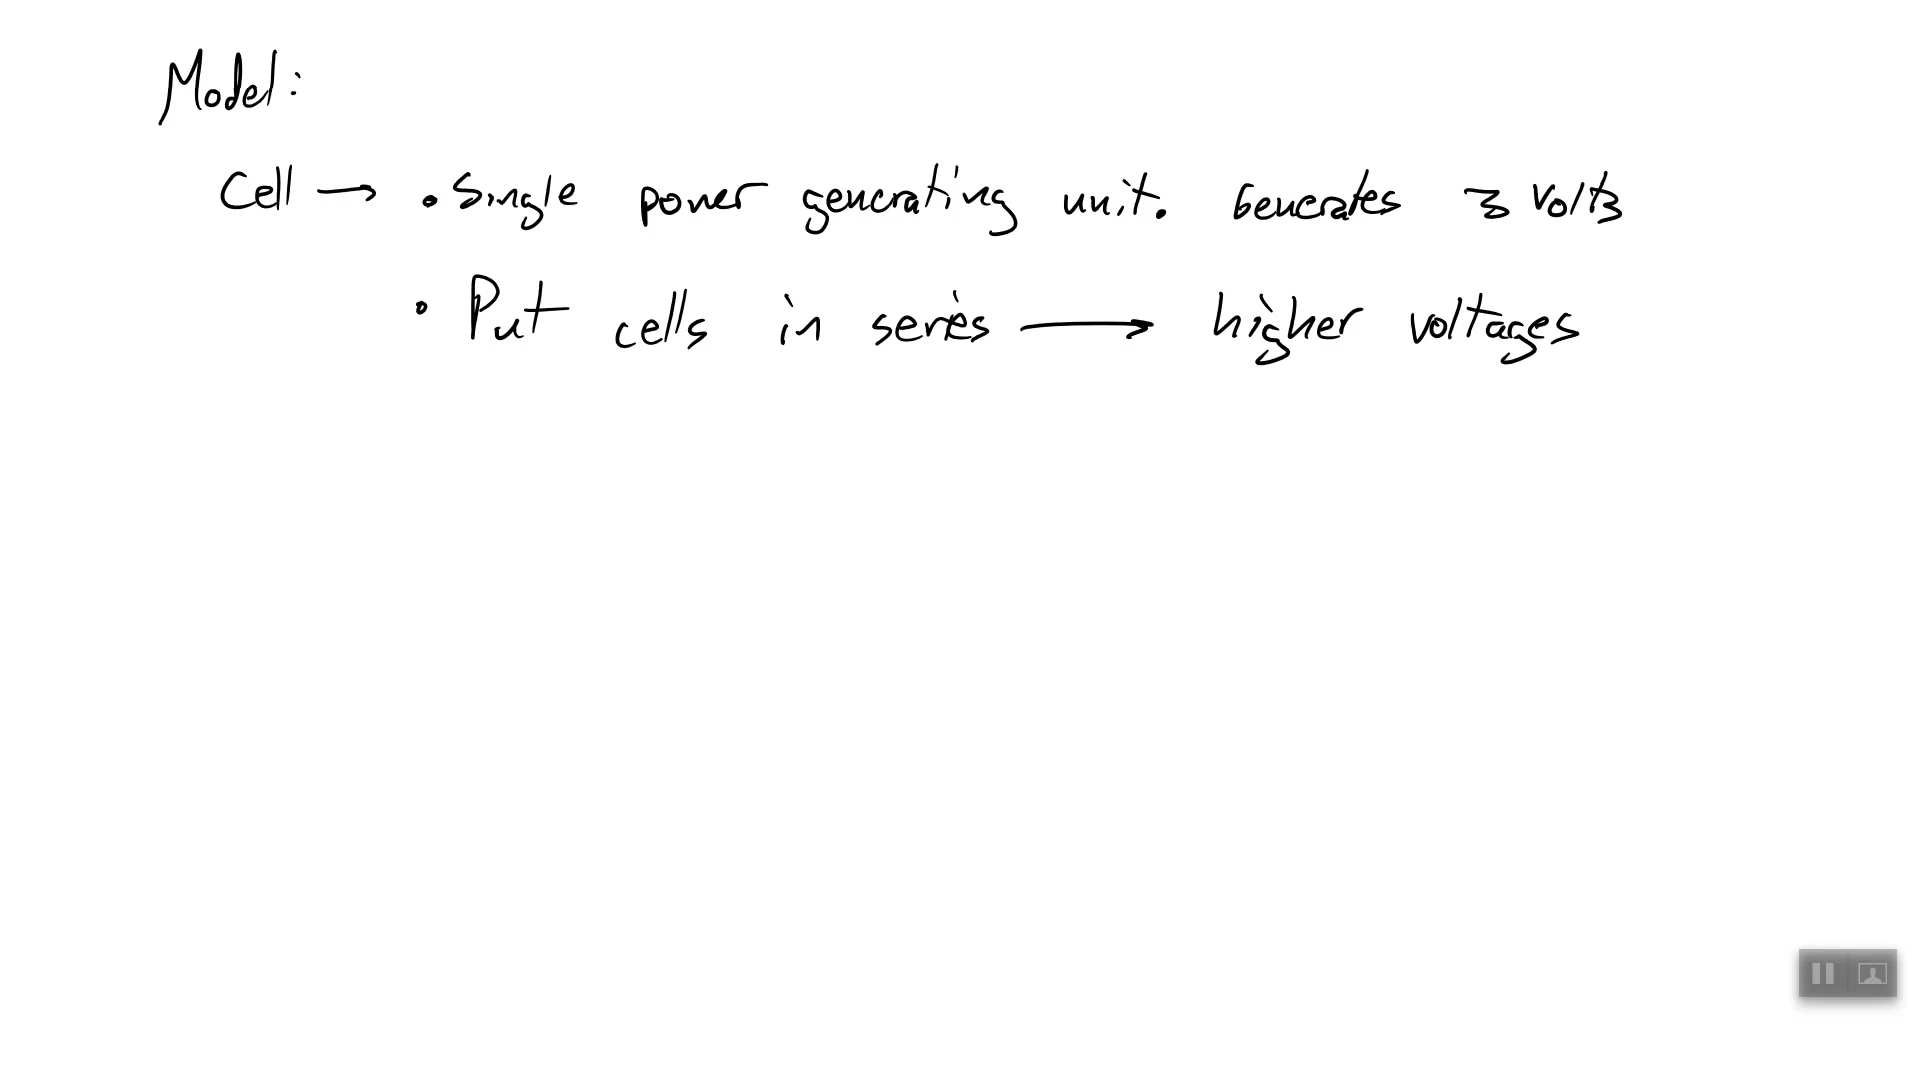 Model:
Cell → • Single power generating unit. Generates 3 volts
• Put cells in series → higher voltages